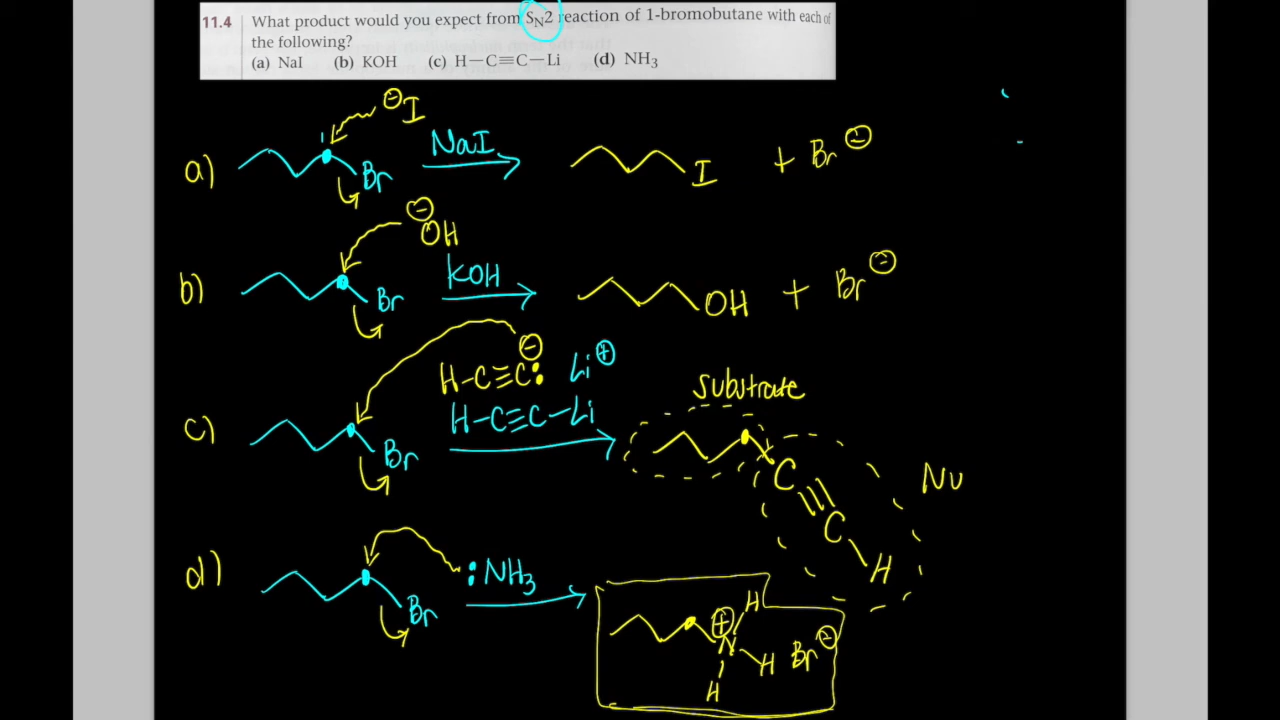 11.4 What product would you expect from SN2 reaction of 1-bromobutane with each of
the following?
(a) NaI (b) KOH (c) H—C≡C—Li (d) NH3
a) 1 Br ⊖I NaI I + Br⊖
b) Br ⊖OH KOH OH + Br⊖
H-C≡C:⊖ Li⊕
c) Br H-C≡C-Li
substrate
C≡C-H Nu
d) Br :NH3
⊕N H H H Br⊖